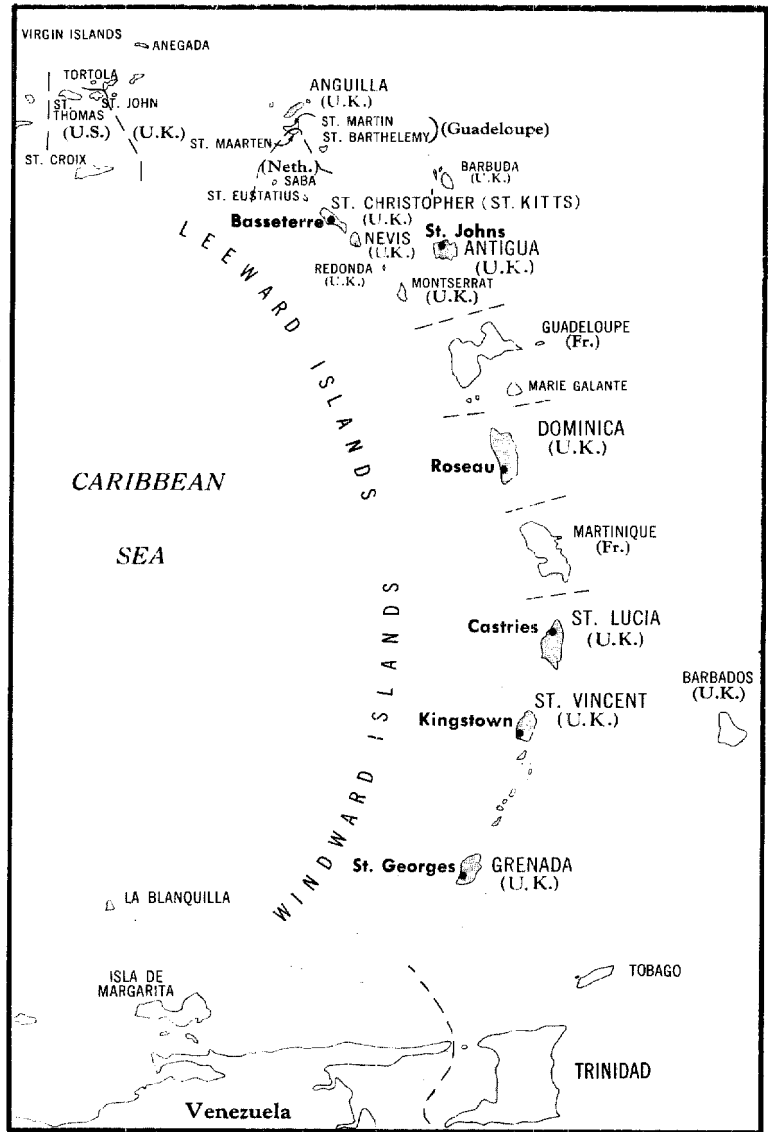 VIRGIN ISLANDS
ANEGADA
TORTOLA
ST. THOMAS
ST. JOHN
(U.S.)
(U.K.)
ST. CROIX
ANGUILLA
(U.K.)
ST. MARTIN
ST. BARTHELEMY
(Guadeloupe)
ST. MAARTEN
(Neth.)
SABA
ST. EUSTATIUS
BARBUDA
(U.K.)
ST. CHRISTOPHER (ST. KITTS)
(U.K.)
Basseterre
NEVIS
(U.K.)
St. Johns
ANTIGUA
(U.K.)
REDONDA
(U.K.)
MONTSERRAT
(U.K.)
LEEWARD ISLANDS
GUADELOUPE
(Fr.)
MARIE GALANTE
DOMINICA
(U.K.)
Roseau
CARIBBEAN
SEA
MARTINIQUE
(Fr.)
WINDWARD ISLANDS
Castries
ST. LUCIA
(U.K.)
BARBADOS
(U.K.)
ST. VINCENT
(U.K.)
Kingstown
St. Georges
GRENADA
(U.K.)
LA BLANQUILLA
ISLA DE
MARGARITA
TOBAGO
TRINIDAD
Venezuela